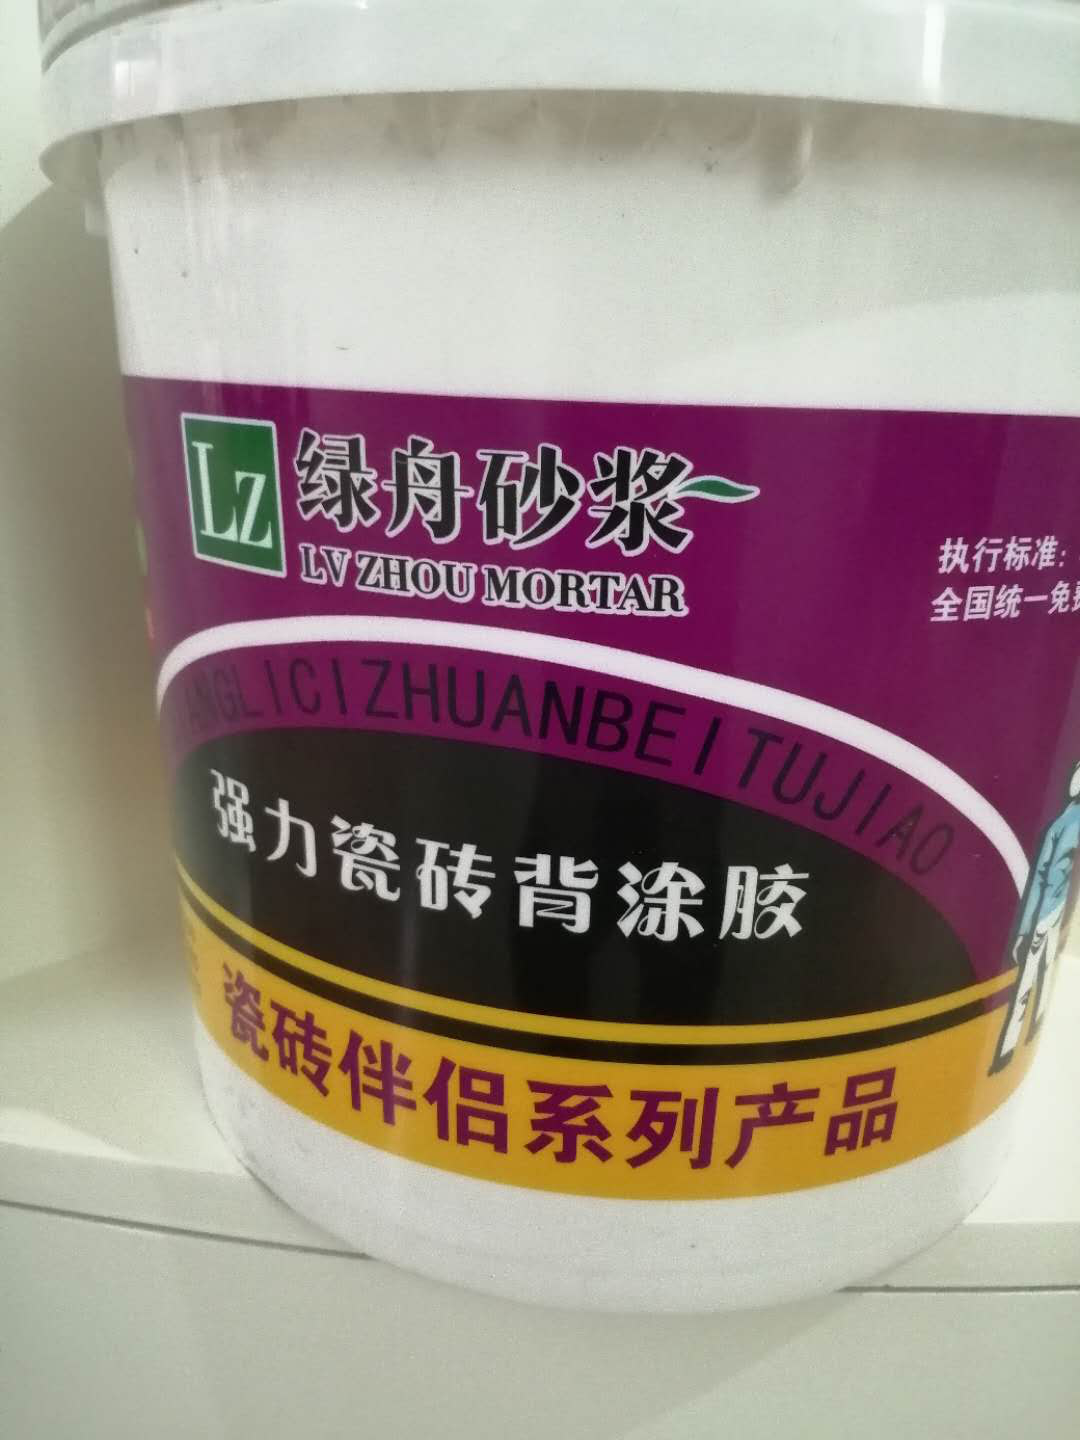 LZ
绿舟砂浆
LV ZHOU MORTAR
执行标准:
全国统一免费
ANGLICIZHUANBEITUJIAO
强力瓷砖背涂胶
瓷砖伴侣系列产品